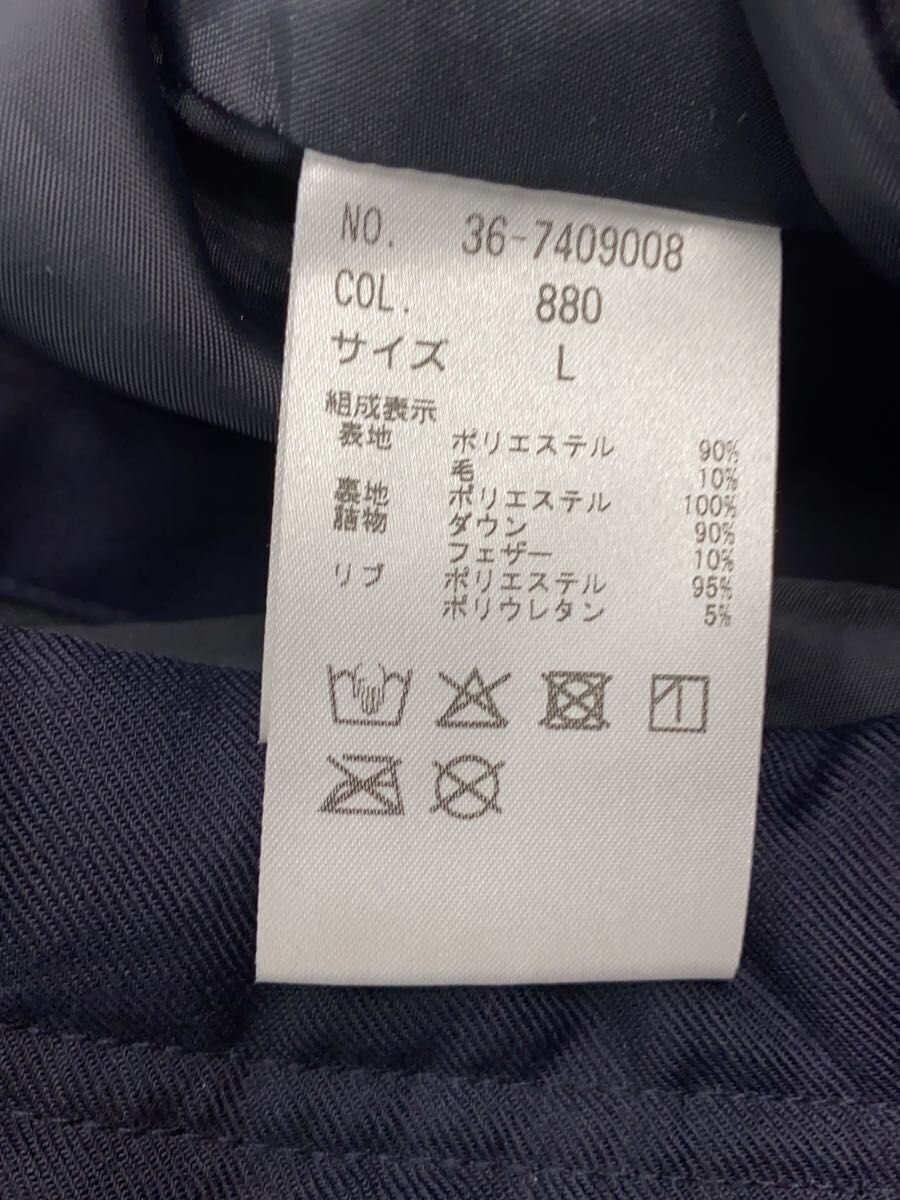 NO. 36-7409008
COL. 880
サイズ L
組成表示
表地 ポリエステル 90%
毛 10%
裏地 ポリエステル 100%
詰物 ダウン 90%
フェザー 10%
リブ ポリエステル 95%
ポリウレタン 5%